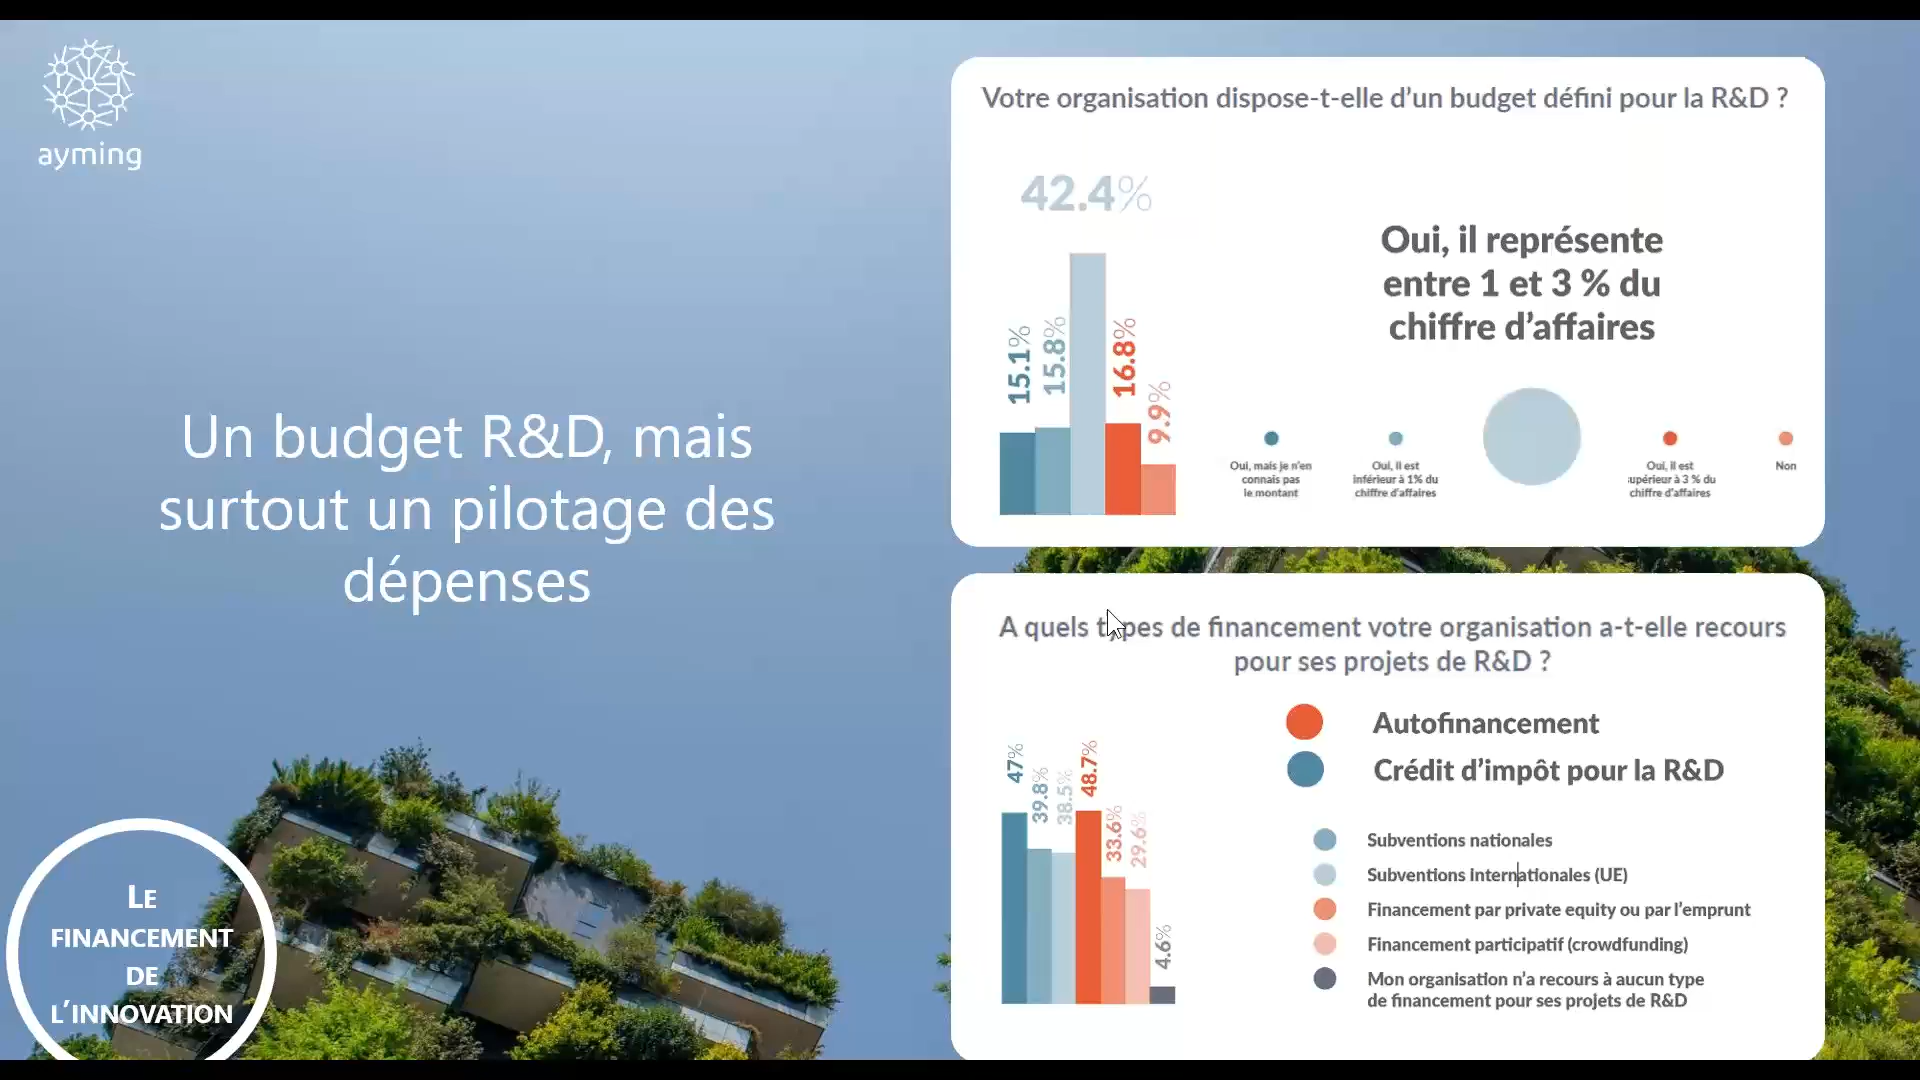 ayming
Un budget R&D, mais
surtout un pilotage des
dépenses
LE
FINANCEMENT
DE
L'INNOVATION
Votre organisation dispose-t-elle d'un budget défini pour la R&D ?
42.4%
15.1%
15.8%
16.8%
9.9%
Oui, il représente
entre 1 et 3 % du
chiffre d'affaires
Oui, mais je n'en
connais pas
le montant
Oui, il est
inférieur à 1% du
chiffre d'affaires
Oui, il est
upérieur à 3 % du
chiffre d'affaires
Non
A quels types de financement votre organisation a-t-elle recours
pour ses projets de R&D ?
47%
39.8%
38.5%
48.7%
33.6%
29.6%
4.6%
Autofinancement
Crédit d'impôt pour la R&D
Subventions nationales
Subventions internationales (UE)
Financement par private equity ou par l'emprunt
Financement participatif (crowdfunding)
Mon organisation n'a recours à aucun type
de financement pour ses projets de R&D